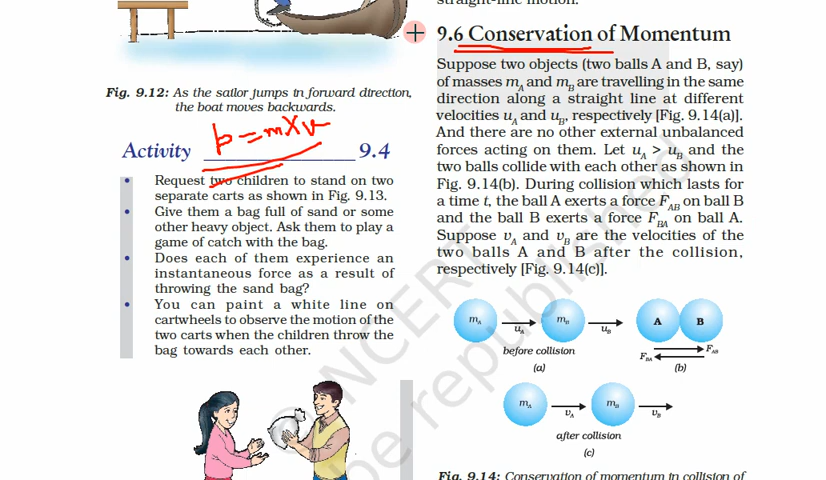 Fig. 9.12: As the sailor jumps in forward direction,
the boat moves backwards.
p = m×v
Activity 9.4
• Request two children to stand on two
separate carts as shown in Fig. 9.13.
• Give them a bag full of sand or some
other heavy object. Ask them to play a
game of catch with the bag.
• Does each of them experience an
instantaneous force as a result of
throwing the sand bag?
• You can paint a white line on
cartwheels to observe the motion of the
two carts when the children throw the
bag towards each other.
straight-line motion.
9.6 Conservation of Momentum
Suppose two objects (two balls A and B, say)
of masses mA and mB are travelling in the same
direction along a straight line at different
velocities uA and uB, respectively [Fig. 9.14(a)].
And there are no other external unbalanced
forces acting on them. Let uA > uB and the
two balls collide with each other as shown in
Fig. 9.14(b). During collision which lasts for
a time t, the ball A exerts a force FAB on ball B
and the ball B exerts a force FBA on ball A.
Suppose vA and vB are the velocities of the
two balls A and B after the collision,
respectively [Fig. 9.14(c)].
mA uA mB uB
before collision
(a)
A B
FAB
FBA
(b)
mA vA mB vB
after collision
(c)
Fig. 9.14: Conservation of momentum in collision of
© NCERT
be republished